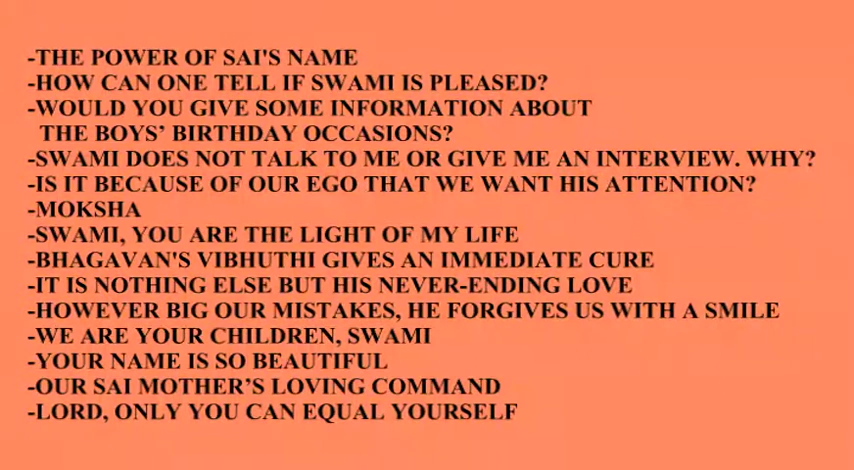 -THE POWER OF SAI'S NAME
-HOW CAN ONE TELL IF SWAMI IS PLEASED?
-WOULD YOU GIVE SOME INFORMATION ABOUT
THE BOYS’ BIRTHDAY OCCASIONS?
-SWAMI DOES NOT TALK TO ME OR GIVE ME AN INTERVIEW. WHY?
-IS IT BECAUSE OF OUR EGO THAT WE WANT HIS ATTENTION?
-MOKSHA
-SWAMI, YOU ARE THE LIGHT OF MY LIFE
-BHAGAVAN'S VIBHUTHI GIVES AN IMMEDIATE CURE
-IT IS NOTHING ELSE BUT HIS NEVER-ENDING LOVE
-HOWEVER BIG OUR MISTAKES, HE FORGIVES US WITH A SMILE
-WE ARE YOUR CHILDREN, SWAMI
-YOUR NAME IS SO BEAUTIFUL
-OUR SAI MOTHER’S LOVING COMMAND
-LORD, ONLY YOU CAN EQUAL YOURSELF